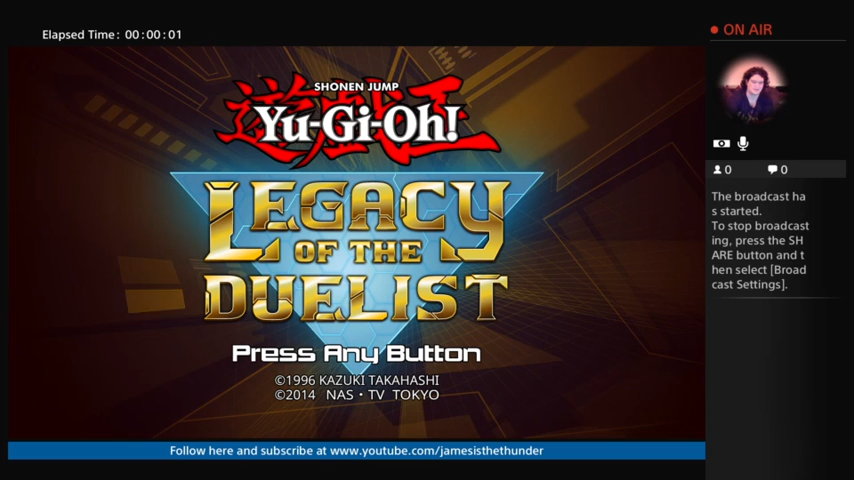 Elapsed Time: 00:00:01
ON AIR
SHONEN JUMP
遊戯王
Yu-Gi-Oh!
LEGACY
OF THE
DUELIST
Press Any Button
©1996 KAZUKI TAKAHASHI
©2014 NAS・TV TOKYO
Follow here and subscribe at www.youtube.com/jamesisthethunder
0 0
The broadcast ha
s started.
To stop broadcast
ing, press the SH
ARE button and t
hen select [Broad
cast Settings].